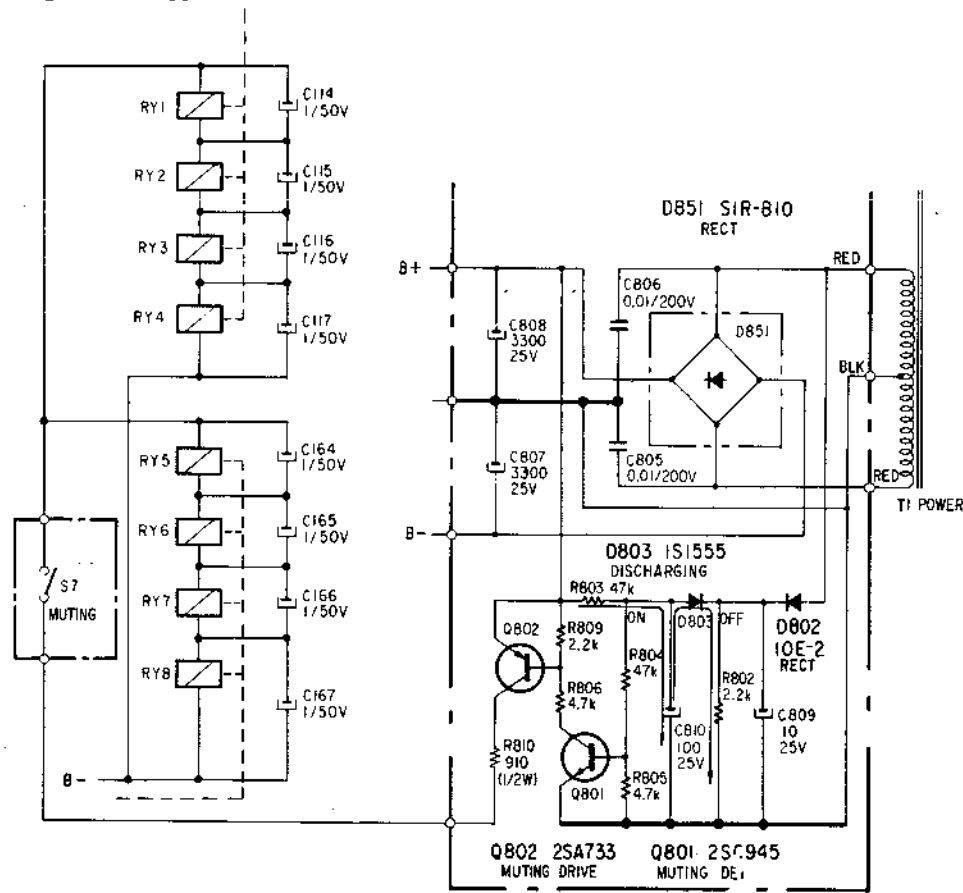 RY1
C114
1/50V
RY2
C115
1/50V
RY3
C116
1/50V
RY4
C117
1/50V
RY5
C164
1/50V
RY6
C165
1/50V
RY7
C166
1/50V
RY8
C167
1/50V
B-
S7
MUTING
D851 S1R-810
RECT
B+
RED
C806
0.01/200V
D851
C808
3300
25V
BLK
C807
3300
25V
C805
0.01/200V
RED
T1 POWER
B-
D803 1S1555
DISCHARGING
R803 47k
ON
D803
OFF
D802
10E-2
RECT
Q802
R809
2.2k
R804
47k
R806
4.7k
R802
2.2k
C809
10
25V
C810
100
25V
R810
910
(1/2W)
Q801
R805
4.7k
Q802 2SA733
MUTING DRIVE
Q801 2SC945
MUTING